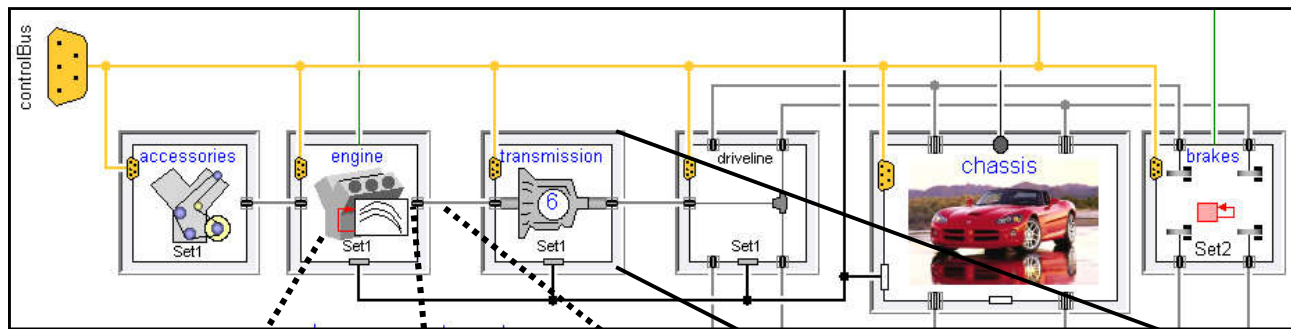 controlBus
accessories
Set1
engine
Set1
transmission
6
Set1
driveline
Set1
chassis
brakes
Set2